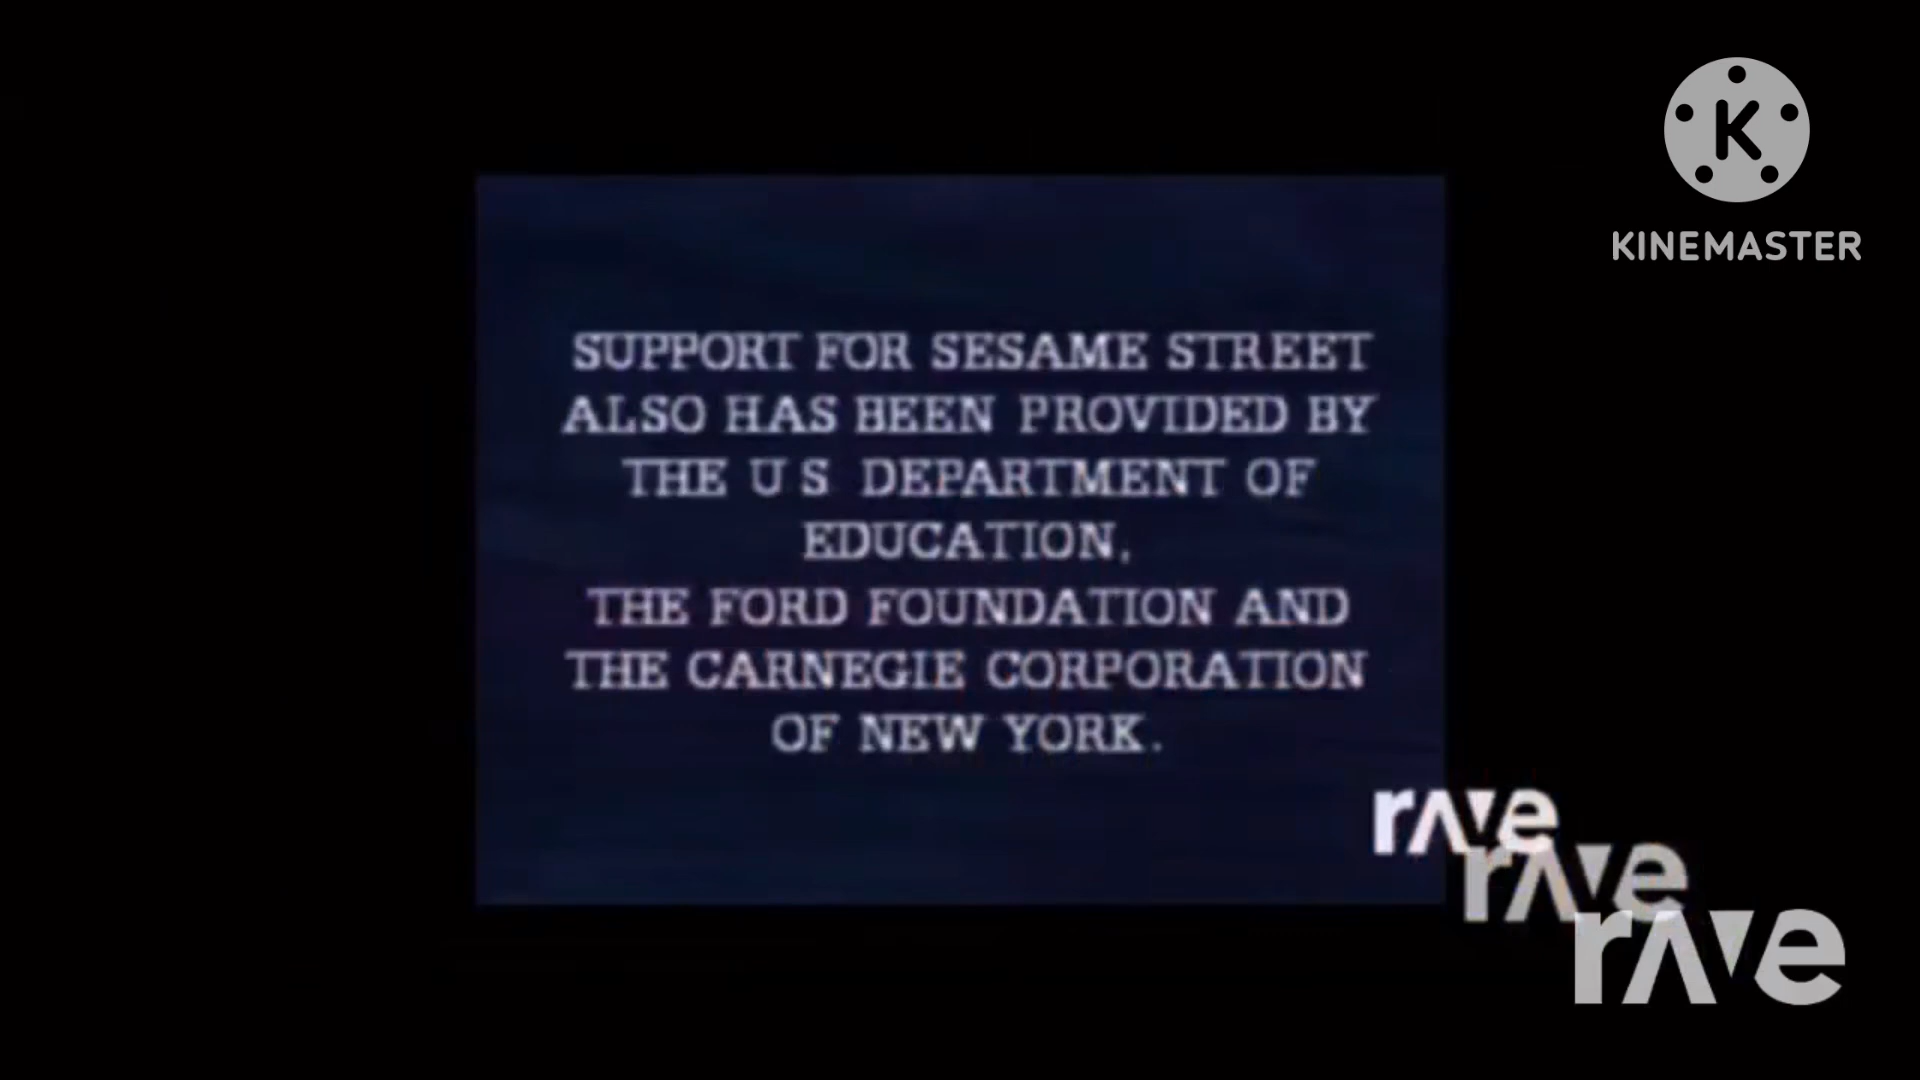 K
KINEMASTER
SUPPORT FOR SESAME STREET
ALSO HAS BEEN PROVIDED BY
THE U S DEPARTMENT OF
EDUCATION,
THE FORD FOUNDATION AND
THE CARNEGIE CORPORATION
OF NEW YORK.
rave
rave
rave